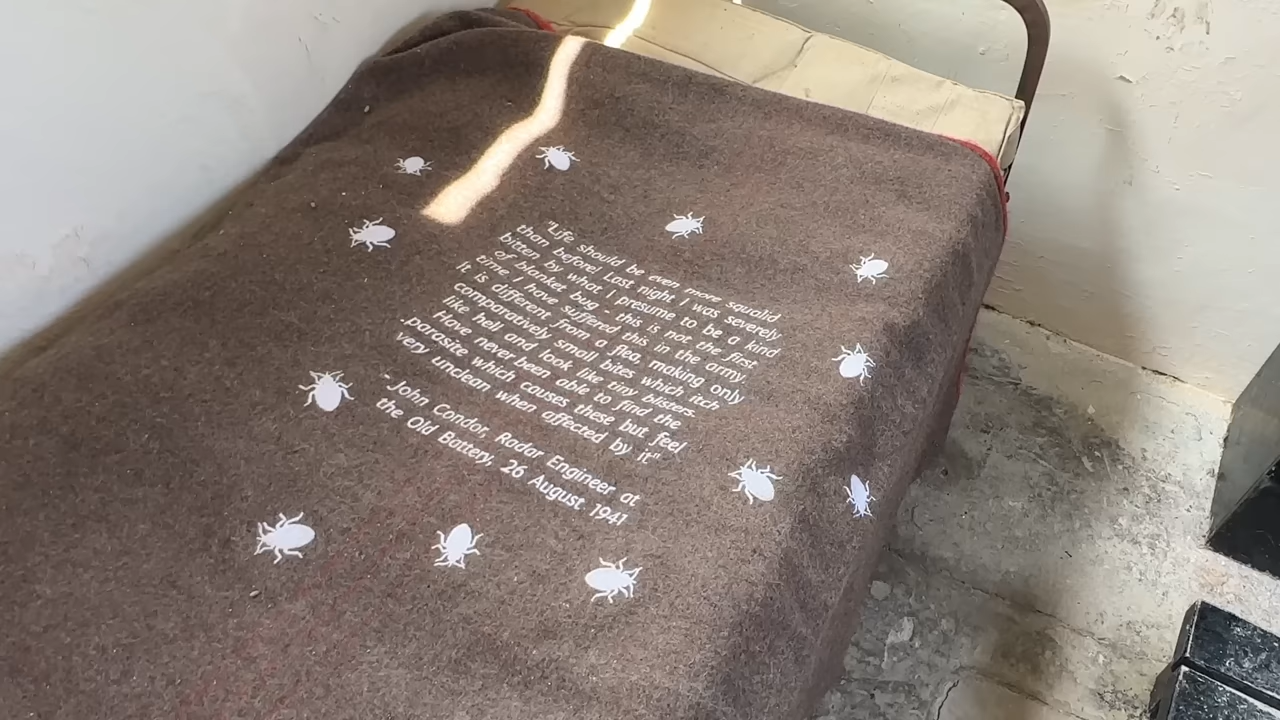 "Life should be even more squalid
than before! Last night I was severely
bitten by what I presume to be a kind
of blanket bug - this is not the first
time I have suffered this in the army.
It is different from a flea, making only
comparatively small bites which itch
like hell and look like tiny blisters.
Have never been able to find the
parasite which causes these but feel
very unclean when affected by it"
- John Condor, Radar Engineer at
the Old Battery, 26 August 1941